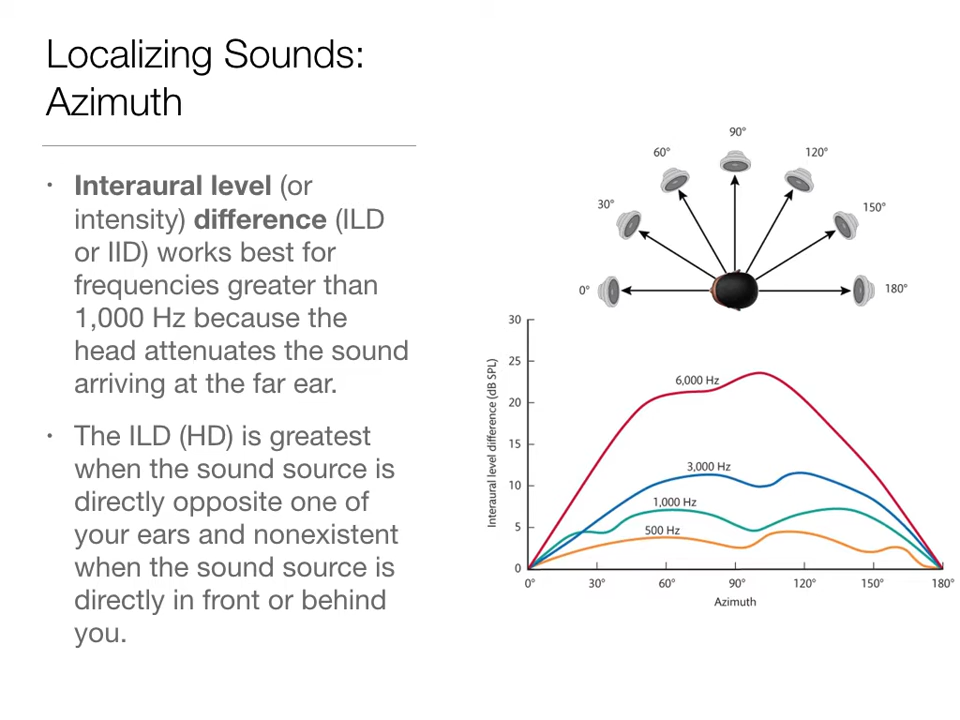 Localizing Sounds:
Azimuth
• Interaural level (or
intensity) difference (ILD
or IID) works best for
frequencies greater than
1,000 Hz because the
head attenuates the sound
arriving at the far ear.
• The ILD (HD) is greatest
when the sound source is
directly opposite one of
your ears and nonexistent
when the sound source is
directly in front or behind
you.
90°
60°
120°
30°
150°
0°
180°
Interaural level difference (dB SPL)
30
25
20
15
10
5
0
6,000 Hz
3,000 Hz
1,000 Hz
500 Hz
0° 30° 60° 90° 120° 150° 180°
Azimuth